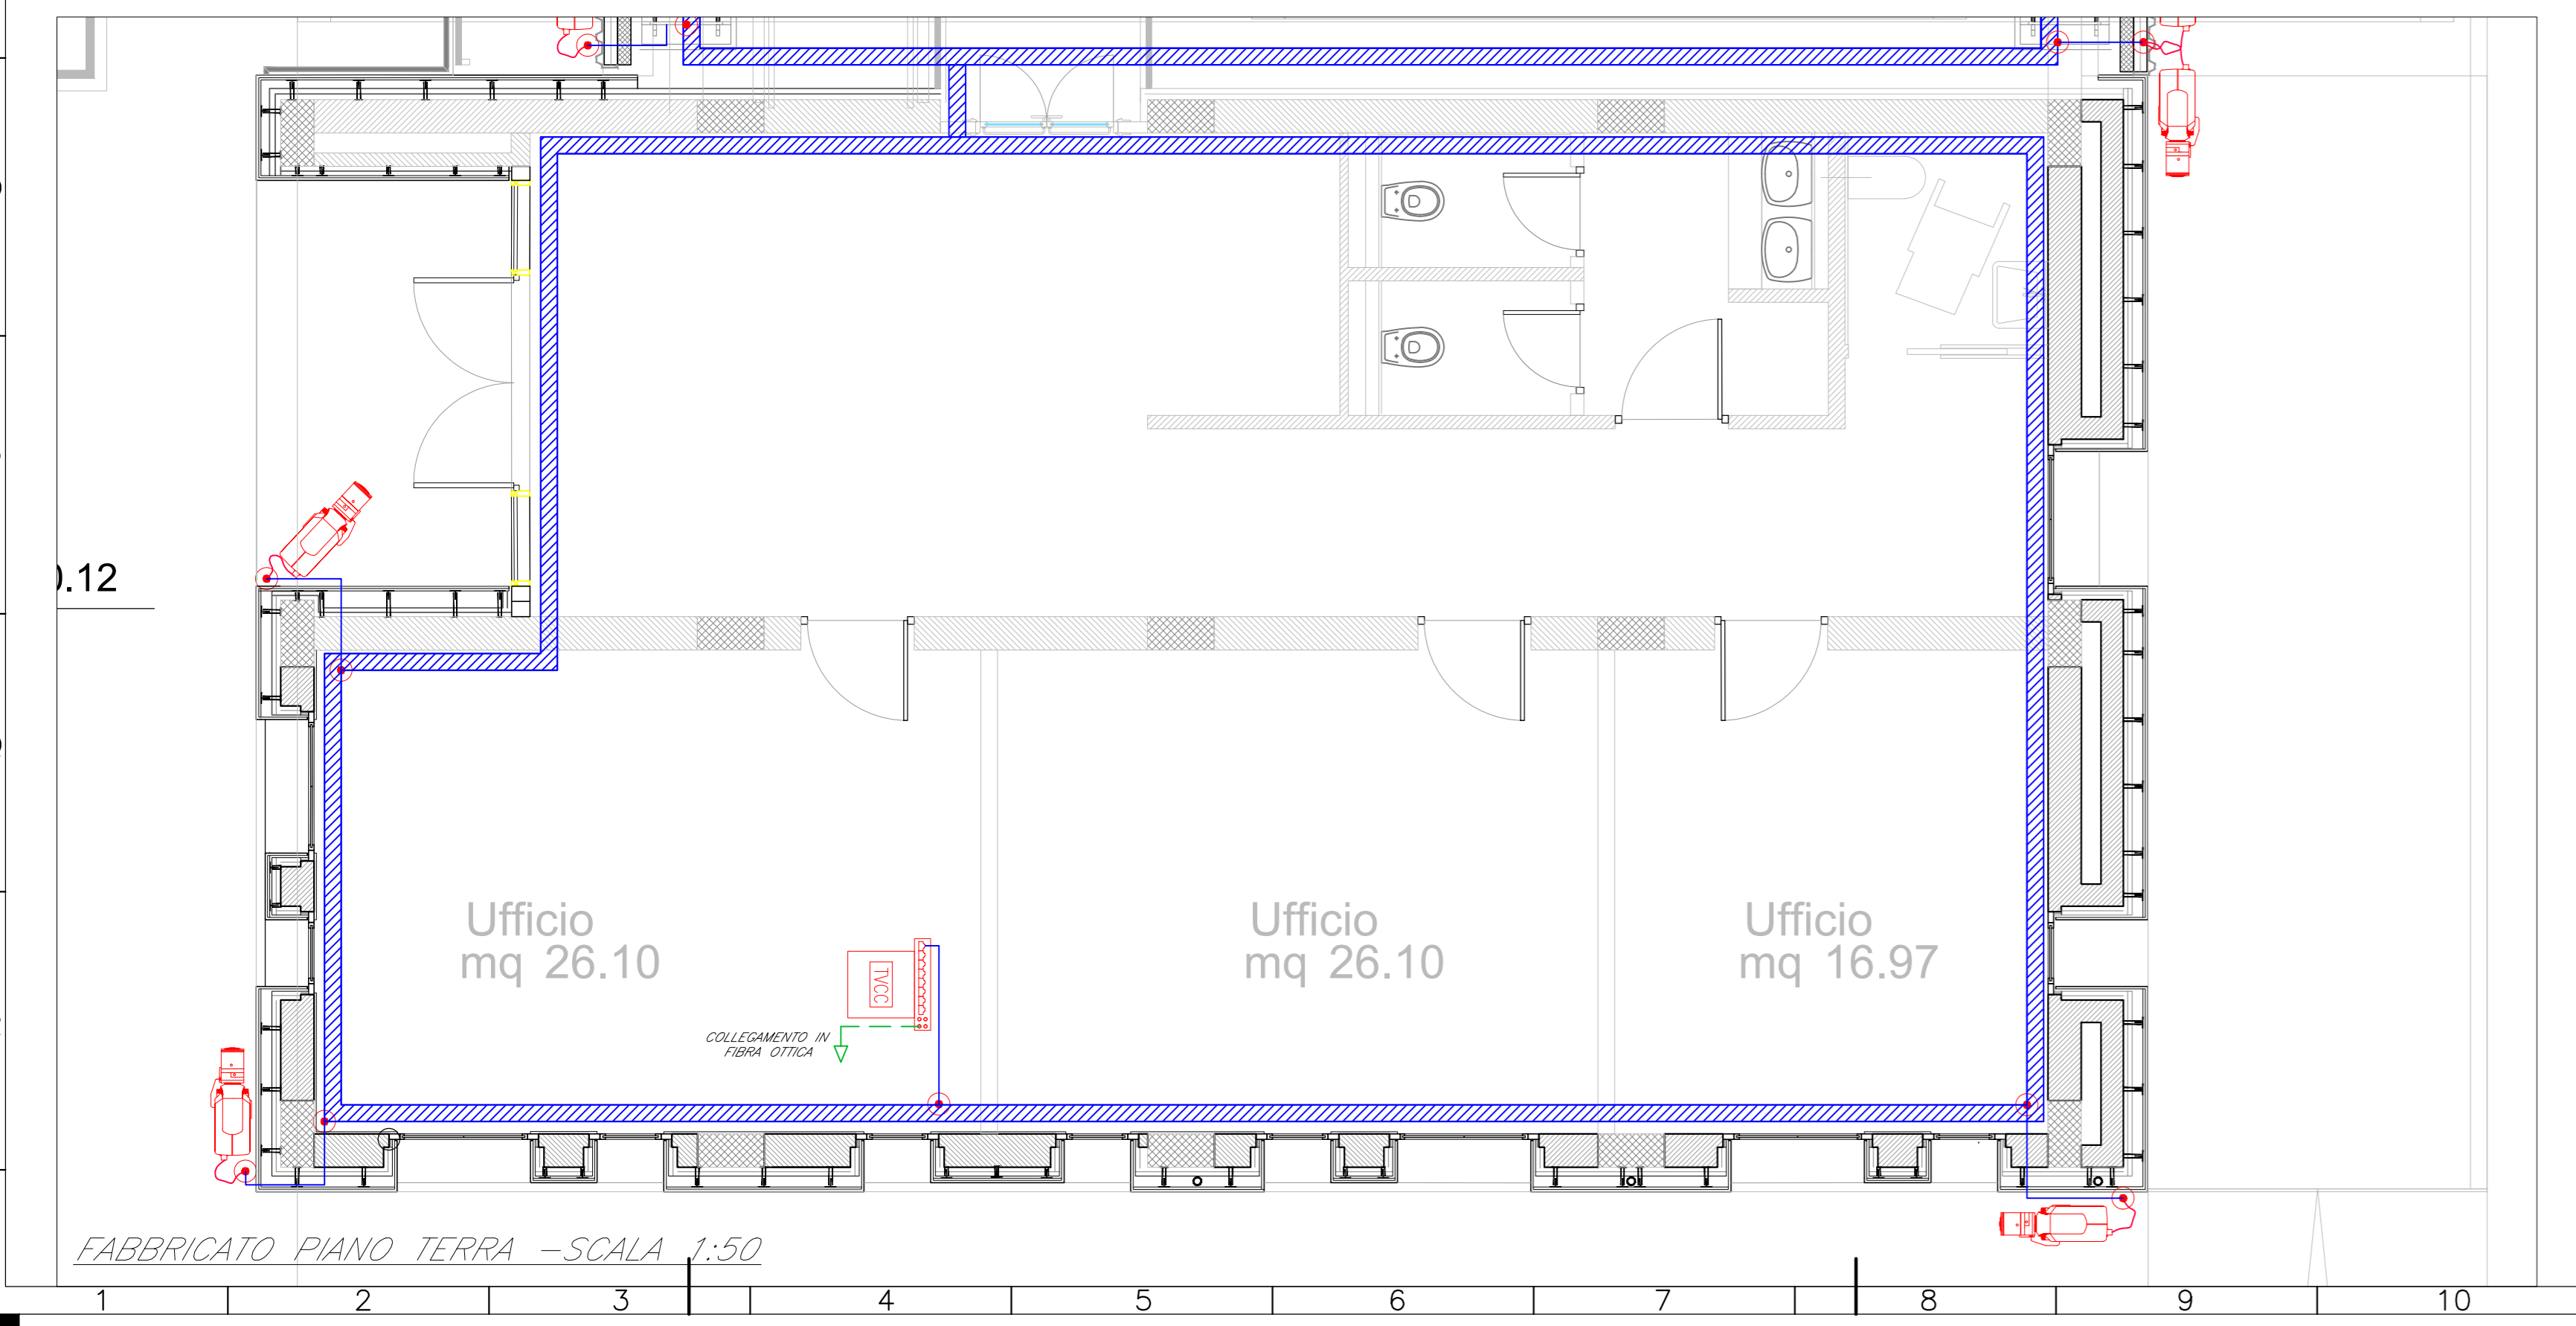 0.12
Ufficio
mq 26.10
Ufficio
mq 26.10
Ufficio
mq 16.97
TVCC
COLLEGAMENTO IN
FIBRA OTTICA
FABBRICATO PIANO TERRA -SCALA 1:50
1 2 3 4 5 6 7 8 9 10